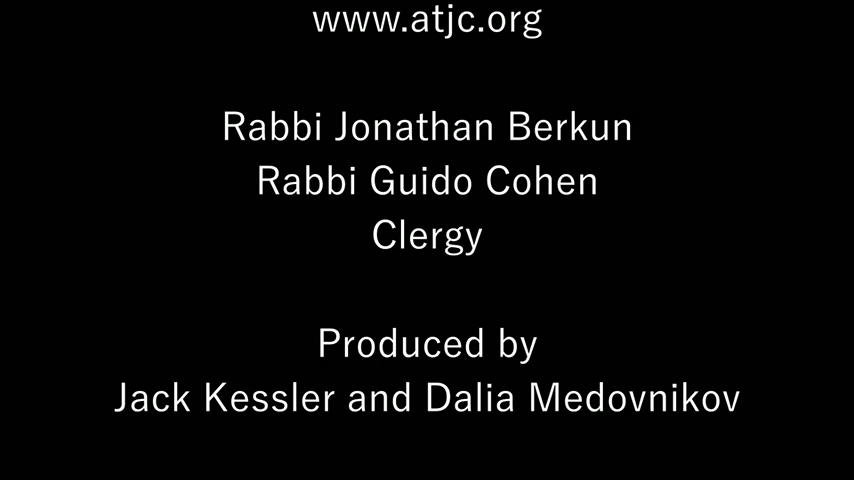 www.atjc.org
Rabbi Jonathan Berkun
Rabbi Guido Cohen
Clergy
Produced by
Jack Kessler and Dalia Medovnikov